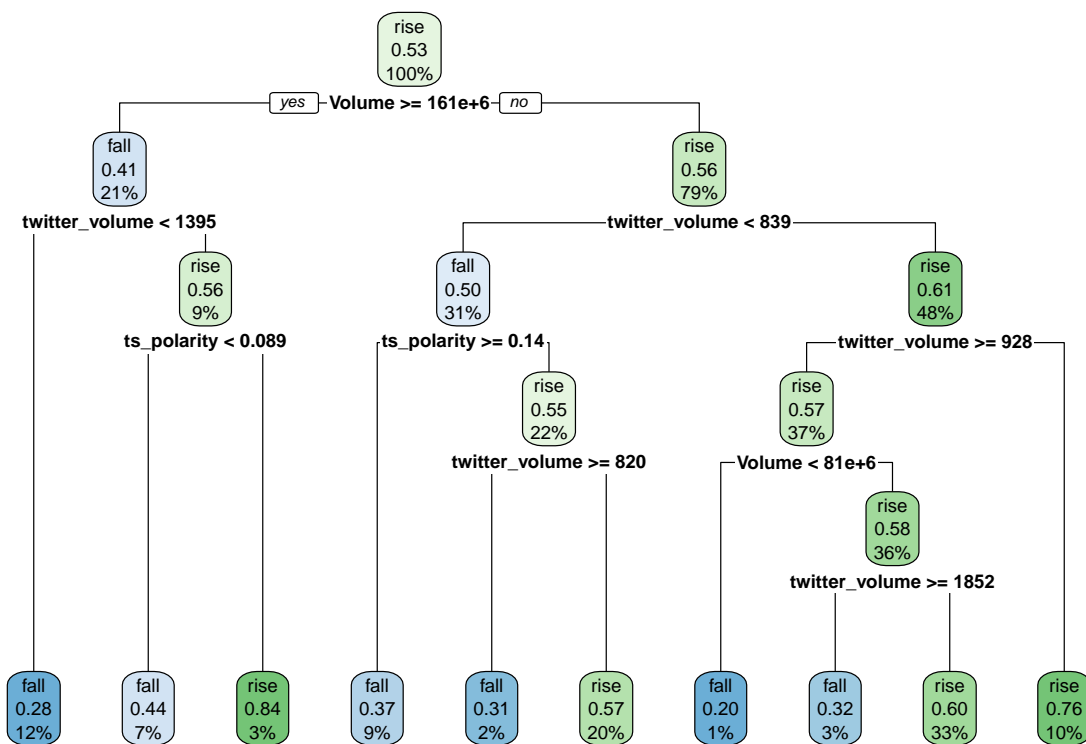 rise
0.53
100%
yes Volume >= 161e+6 no
fall
0.41
21%
rise
0.56
79%
twitter_volume < 1395
twitter_volume < 839
rise
0.56
9%
fall
0.50
31%
rise
0.61
48%
ts_polarity < 0.089
ts_polarity >= 0.14
twitter_volume >= 928
rise
0.55
22%
rise
0.57
37%
twitter_volume >= 820
Volume < 81e+6
rise
0.58
36%
twitter_volume >= 1852
fall
0.28
12%
fall
0.44
7%
rise
0.84
3%
fall
0.37
9%
fall
0.31
2%
rise
0.57
20%
fall
0.20
1%
fall
0.32
3%
rise
0.60
33%
rise
0.76
10%